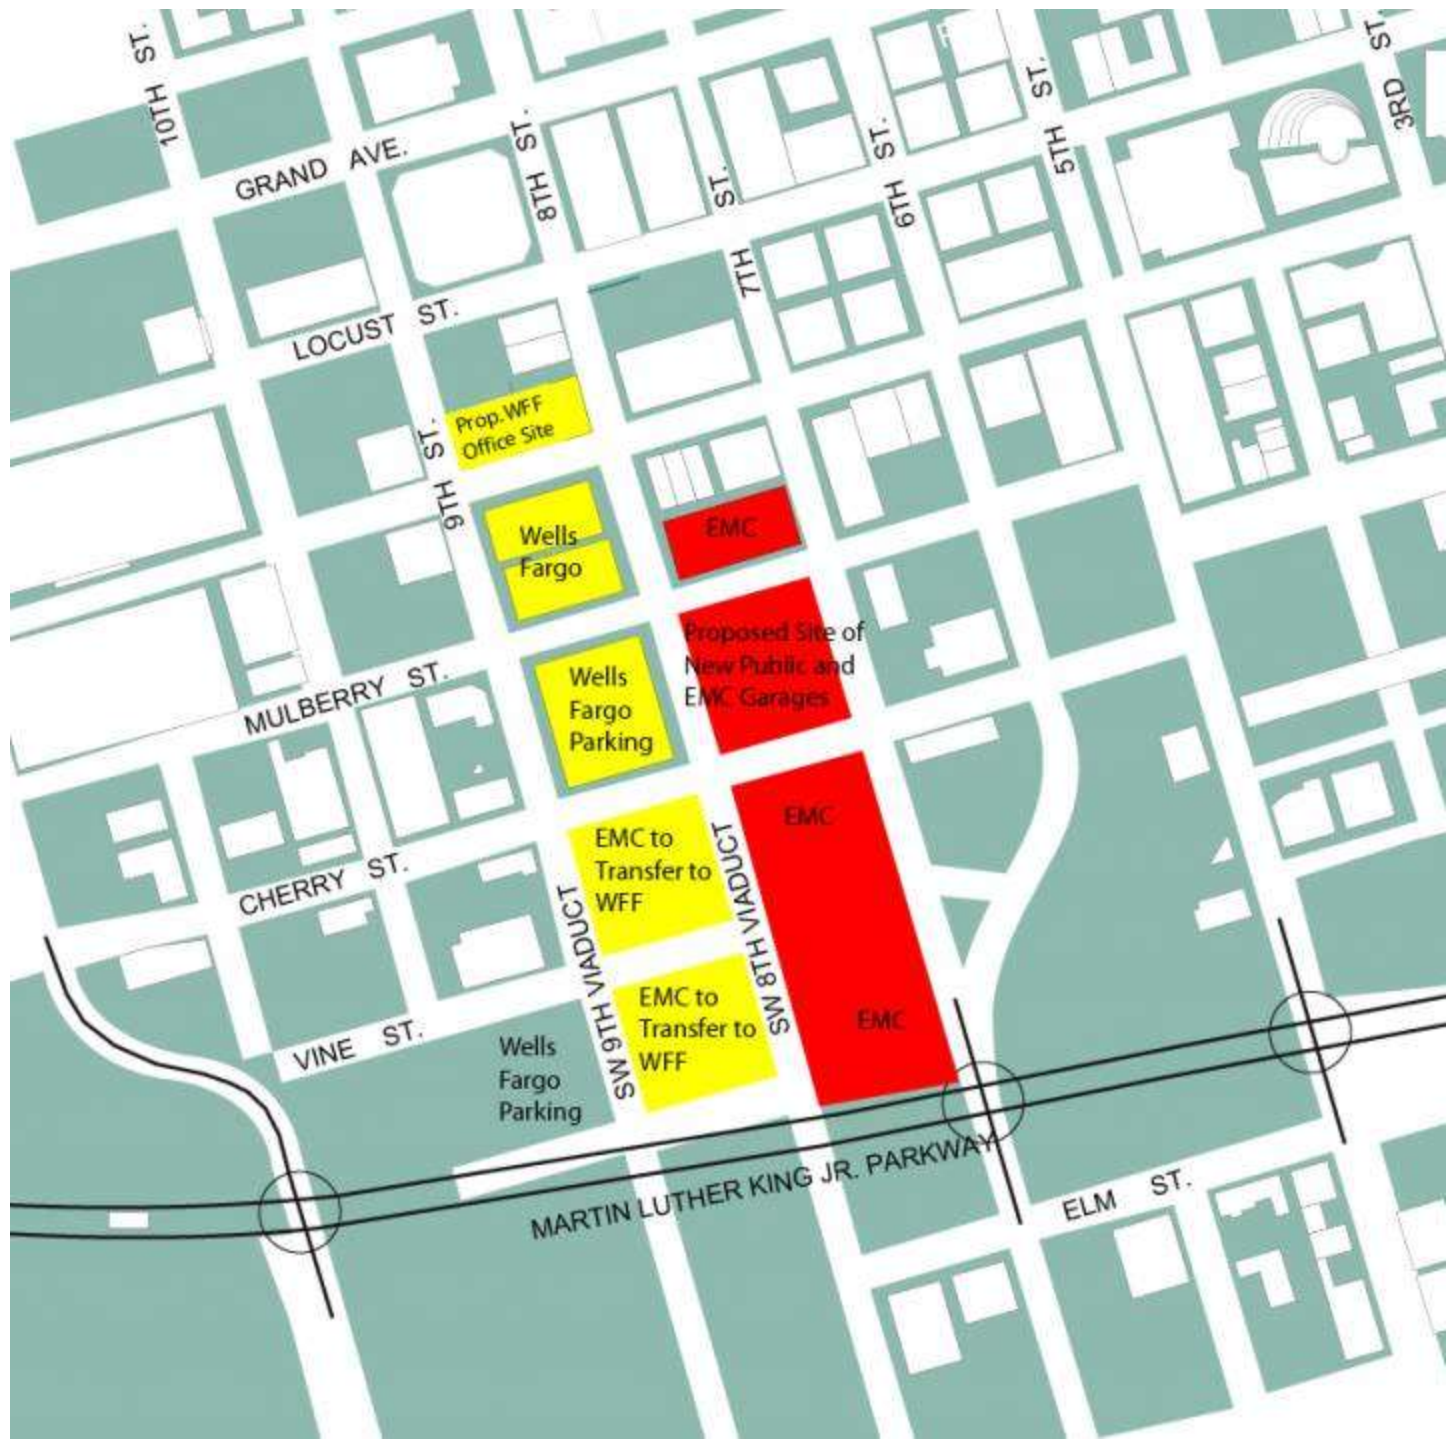 10TH ST.
GRAND AVE.
8TH ST.
7TH ST.
6TH ST.
5TH ST.
3RD ST
LOCUST ST.
9TH ST.
Prop. WFF
Office Site
Wells
Fargo
EMC
Proposed Site of
New Public and
EMC Garages
Wells
Fargo
Parking
MULBERRY ST.
EMC
EMC to
Transfer to
WFF
CHERRY ST.
SW 9TH VIADUCT
SW 8TH VIADUCT
EMC to
Transfer to
WFF
EMC
VINE ST.
Wells
Fargo
Parking
MARTIN LUTHER KING JR. PARKWAY
ELM ST.